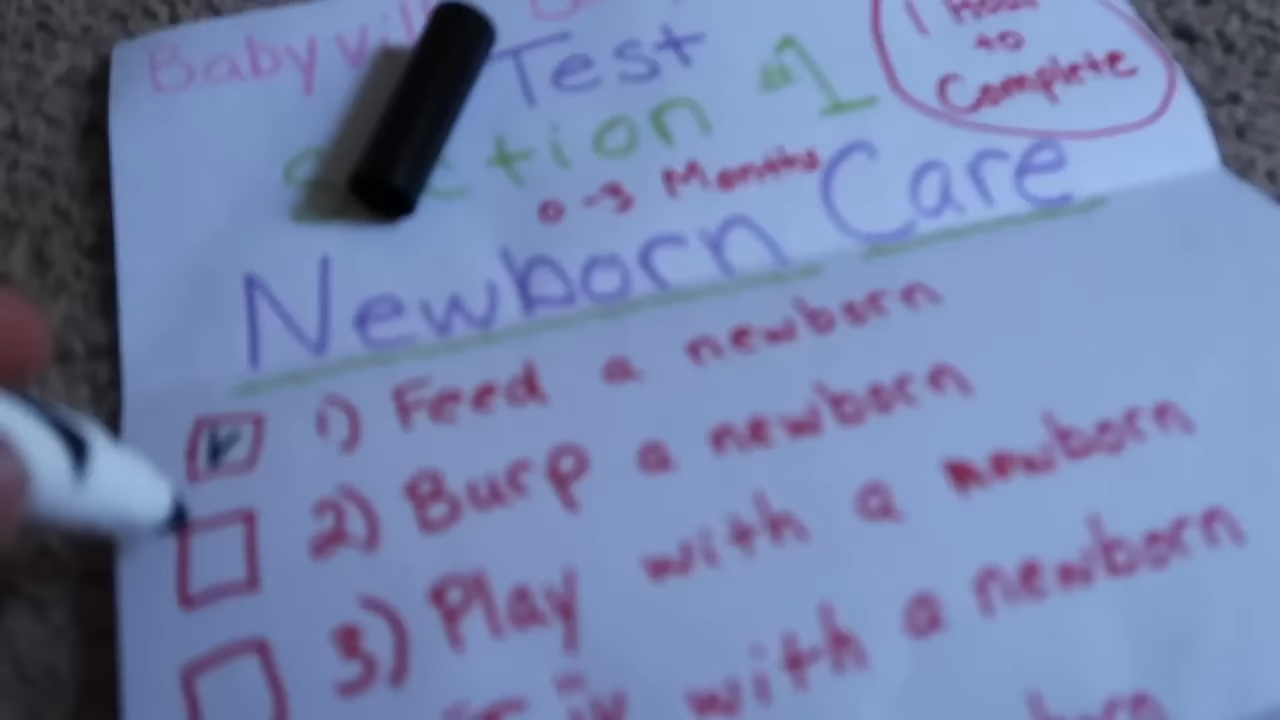 Test
1 Hour
to
Complete
#1
0-3 Months
Newborn Care
1) Feed a newborn
2) Burp a newborn
3) Play with a newborn
with a newborn